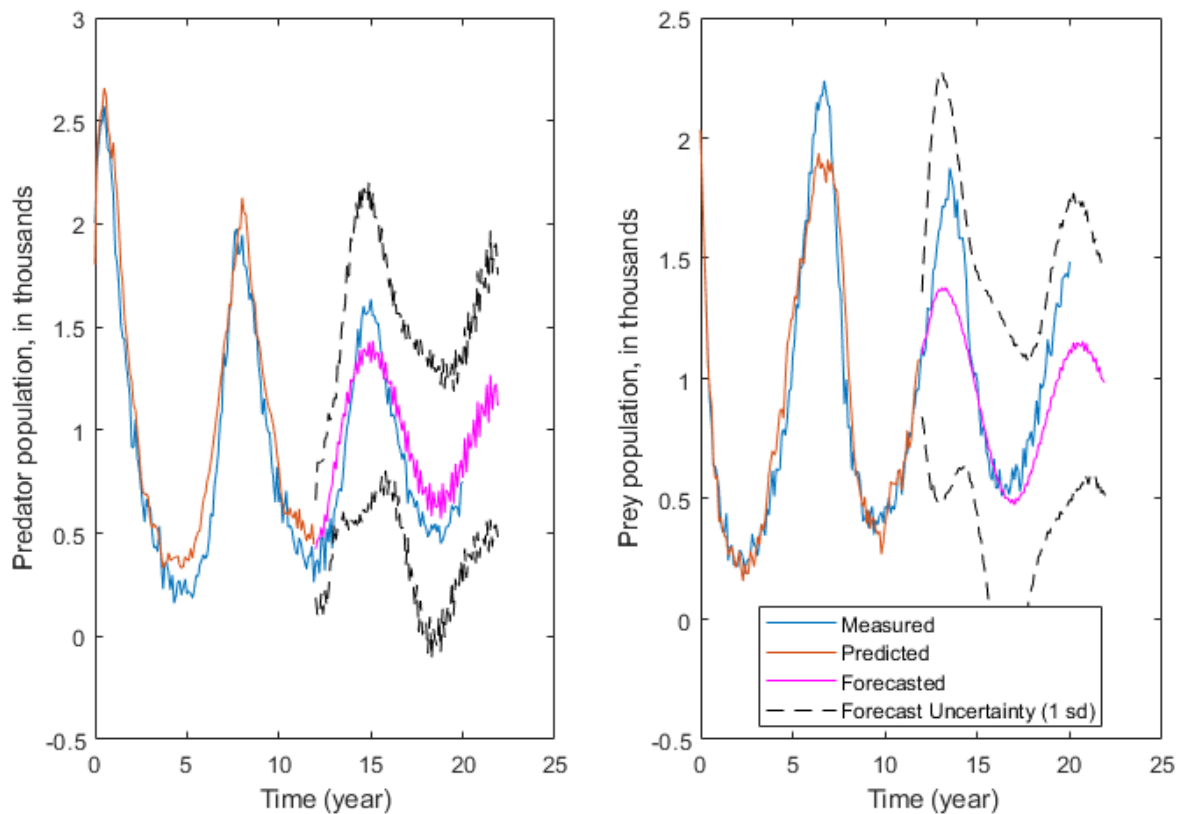 Predator population, in thousands
3
2.5
2
1.5
1
0.5
0
-0.5
0 5 10 15 20 25
Time (year)
Prey population, in thousands
2.5
2
1.5
1
0.5
0
-0.5
0 5 10 15 20 25
Time (year)
Measured
Predicted
Forecasted
Forecast Uncertainty (1 sd)